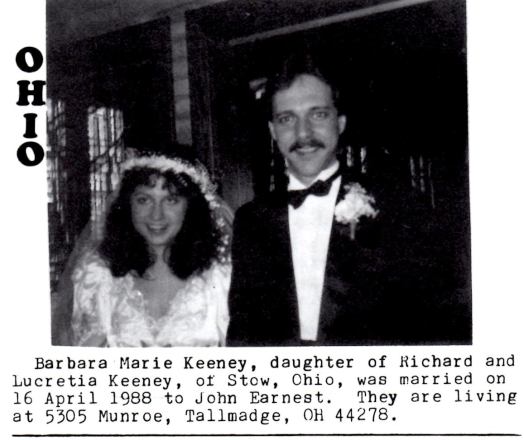 OHIO
Barbara Marie Keeney, daughter of Richard and
Lucretia Keeney, of Stow, Ohio, was married on
16 April 1988 to John Earnest. They are living
at 5305 Munroe, Tallmadge, OH 44278.